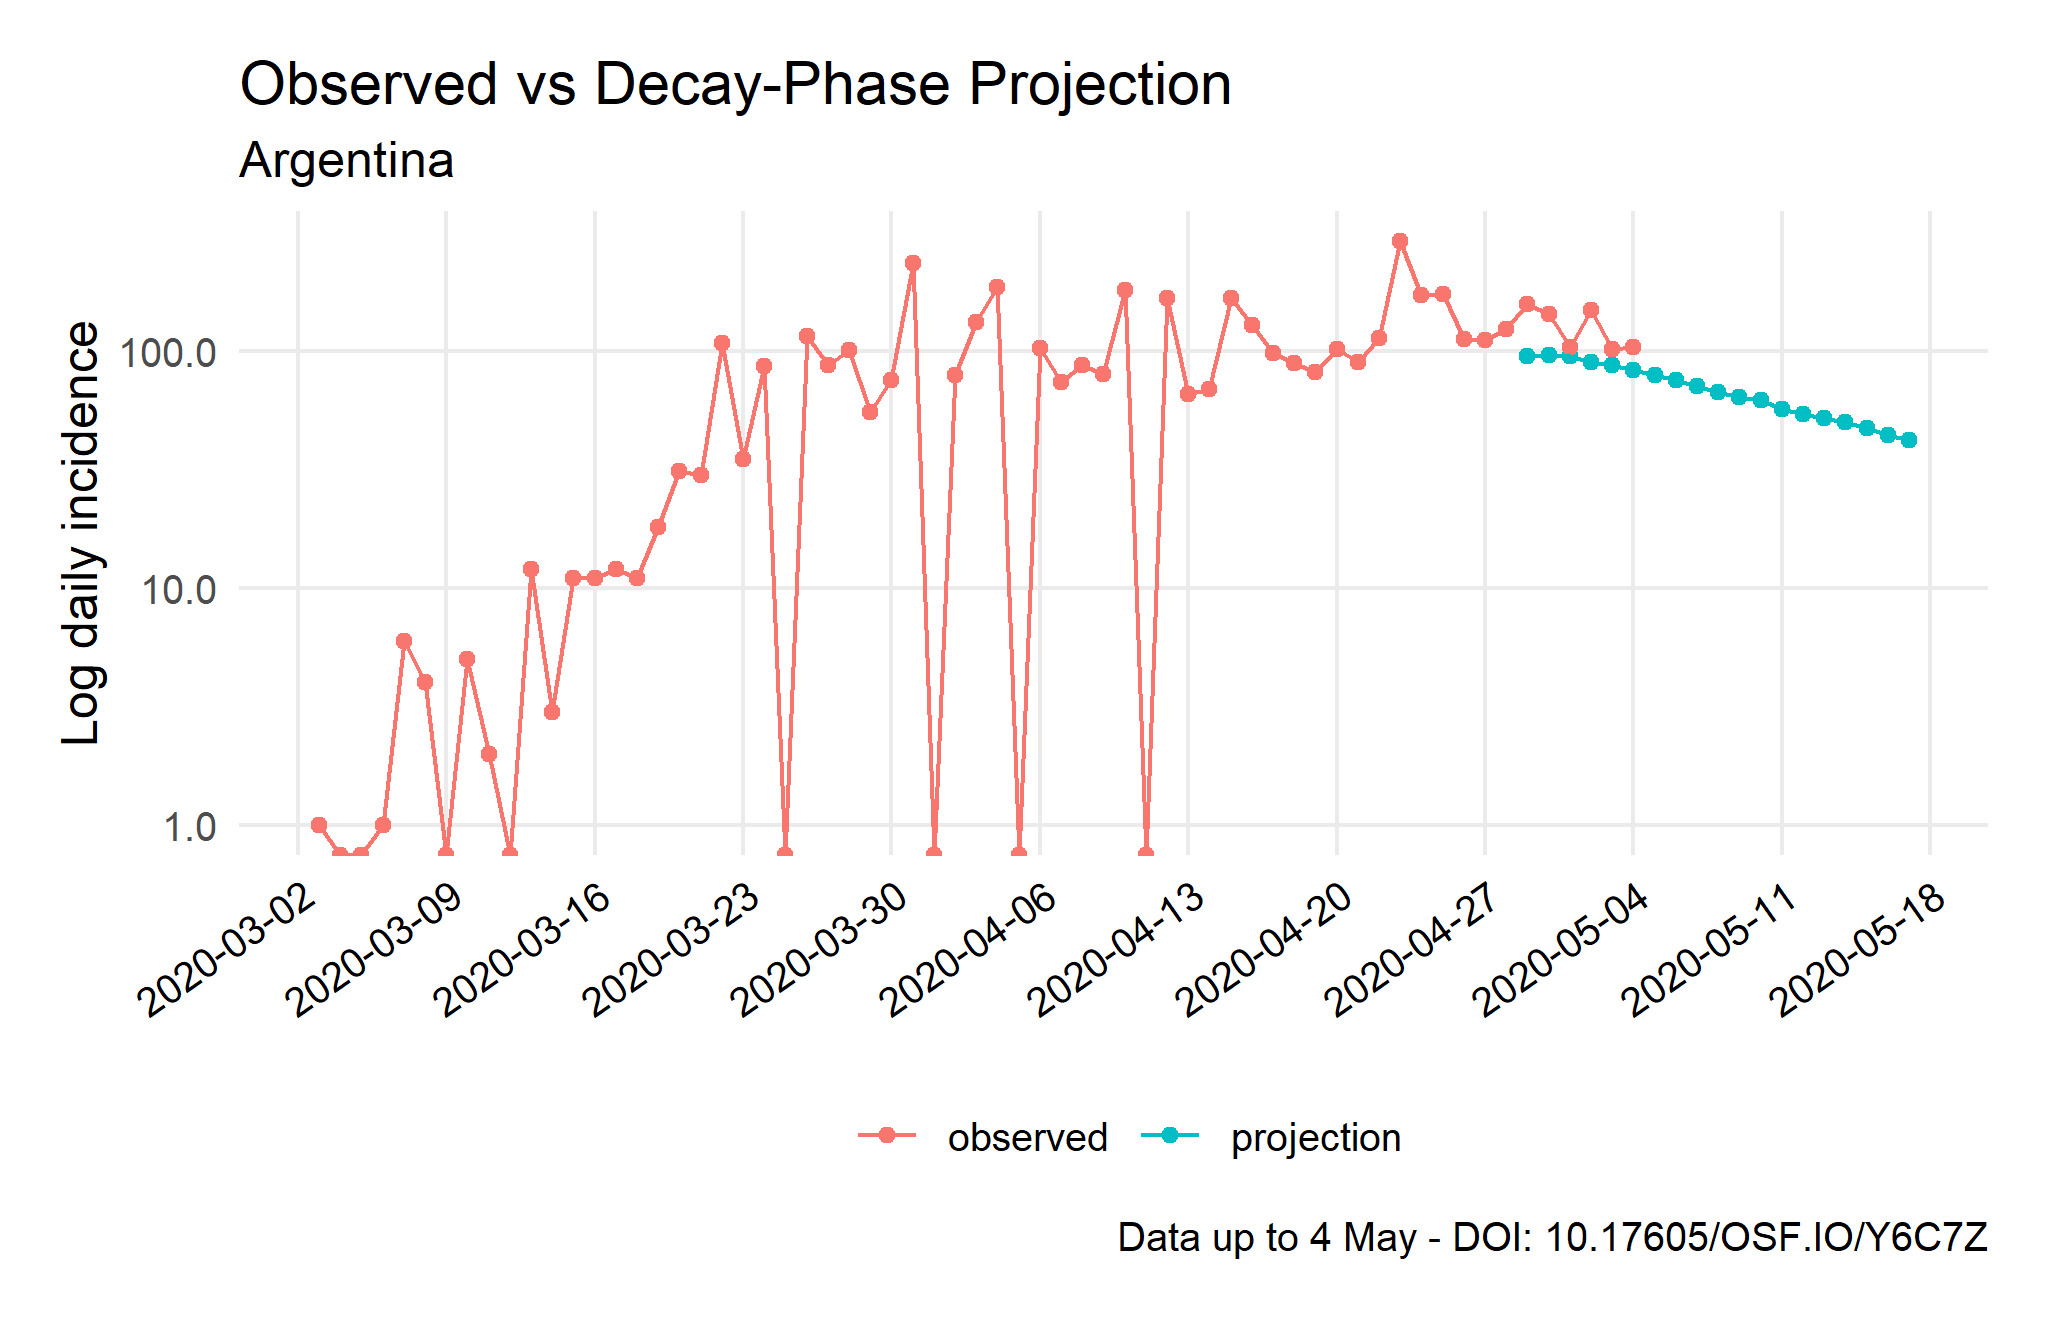 Observed vs Decay-Phase Projection
Argentina
Log daily incidence
100.0
10.0
1.0
2020-03-02
2020-03-09
2020-03-16
2020-03-23
2020-03-30
2020-04-06
2020-04-13
2020-04-20
2020-04-27
2020-05-04
2020-05-11
2020-05-18
observed
projection
Data up to 4 May - DOI: 10.17605/OSF.IO/Y6C7Z